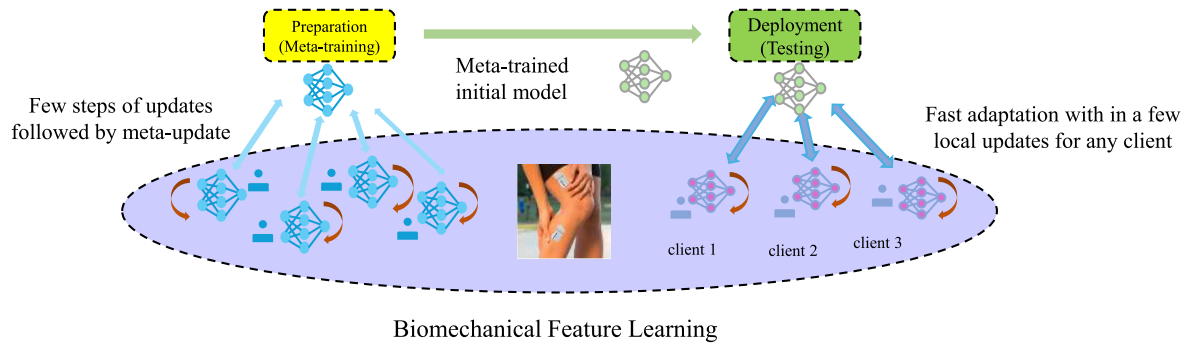 Preparation
(Meta-training)
Deployment
(Testing)
Meta-trained
initial model
Few steps of updates
followed by meta-update
Fast adaptation with in a few
local updates for any client
client 1
client 2
client 3
Biomechanical Feature Learning